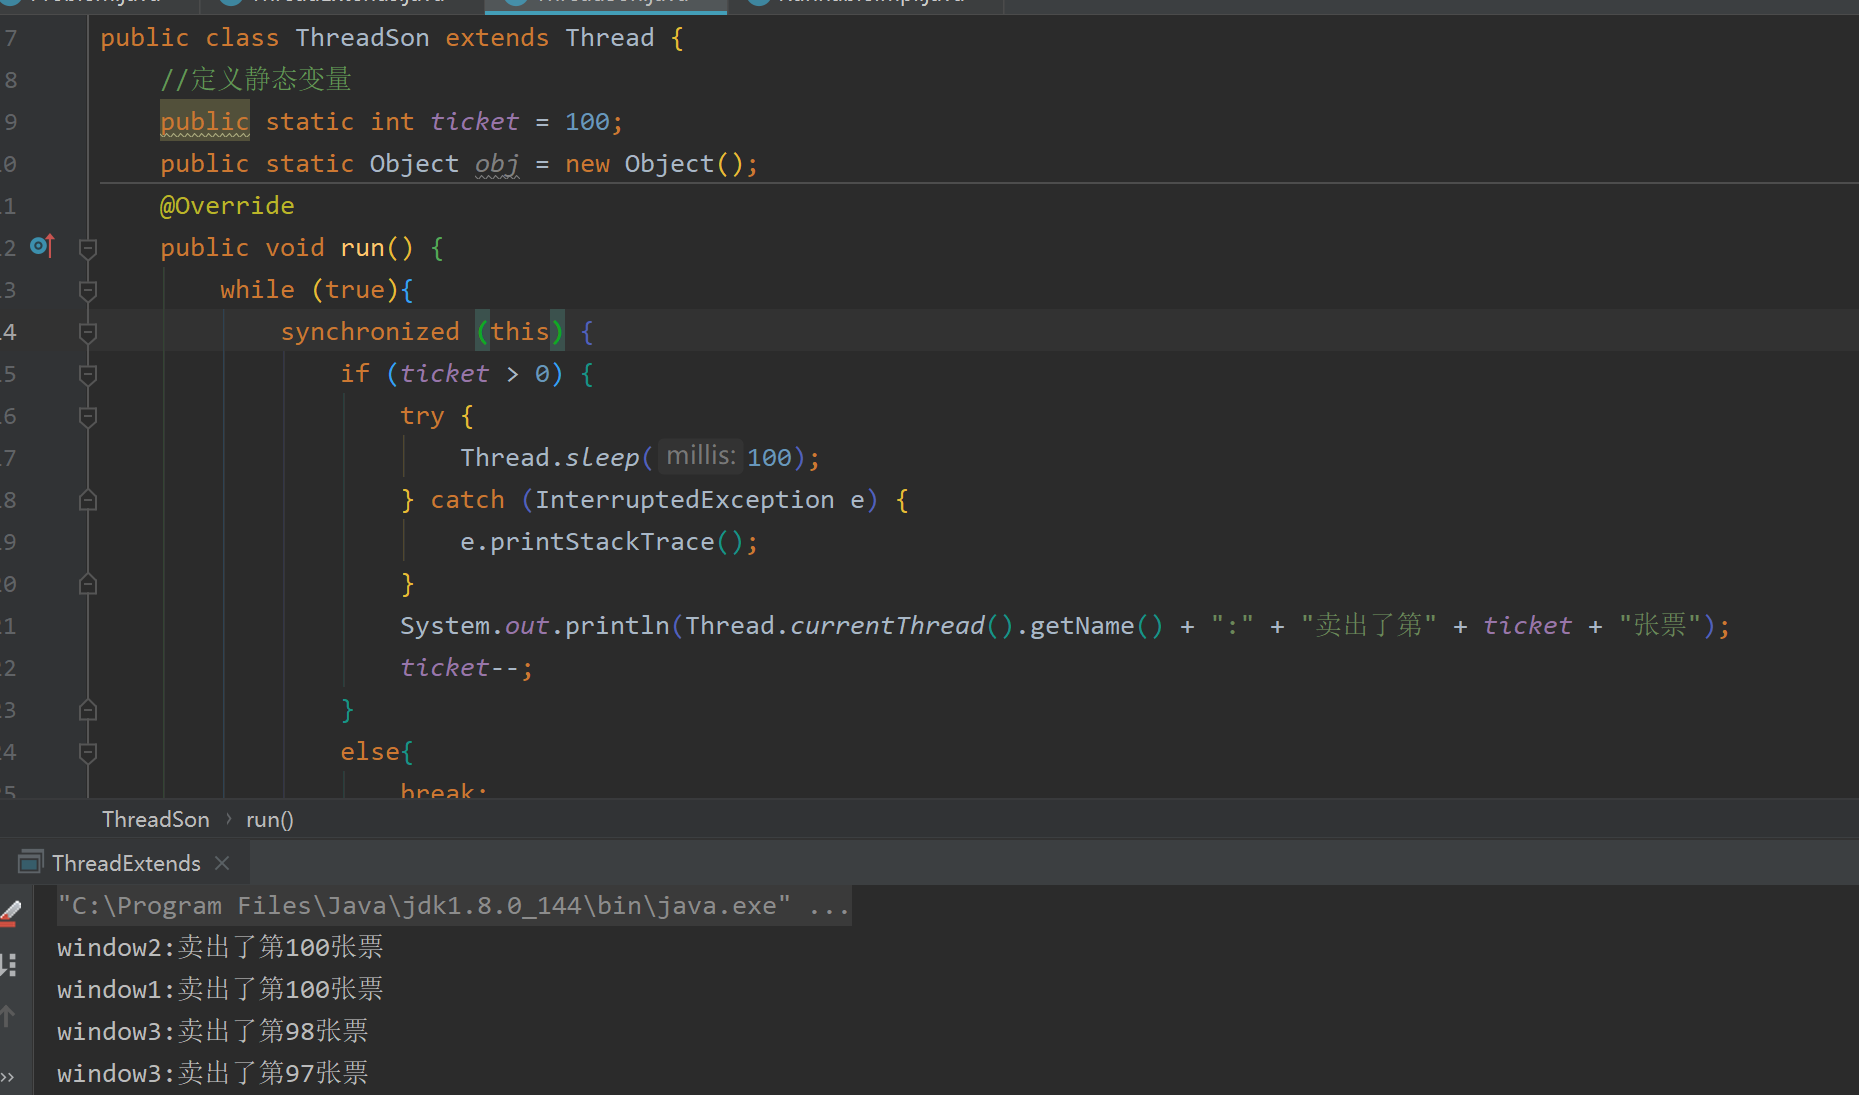 7 public class ThreadSon extends Thread {
8 //定义静态变量
9 public static int ticket = 100;
0 public static Object obj = new Object();
1 @Override
2 public void run() {
3 while (true){
4 synchronized (this) {
5 if (ticket > 0) {
6 try {
7 Thread.sleep( millis: 100);
8 } catch (InterruptedException e) {
9 e.printStackTrace();
0 }
1 System.out.println(Thread.currentThread().getName() + ":" + "卖出了第" + ticket + "张票");
2 ticket--;
3 }
4 else{
5 break;
ThreadSon › run()
ThreadExtends ×
"C:\Program Files\Java\jdk1.8.0_144\bin\java.exe" ...
window2:卖出了第100张票
window1:卖出了第100张票
window3:卖出了第98张票
window3:卖出了第97张票